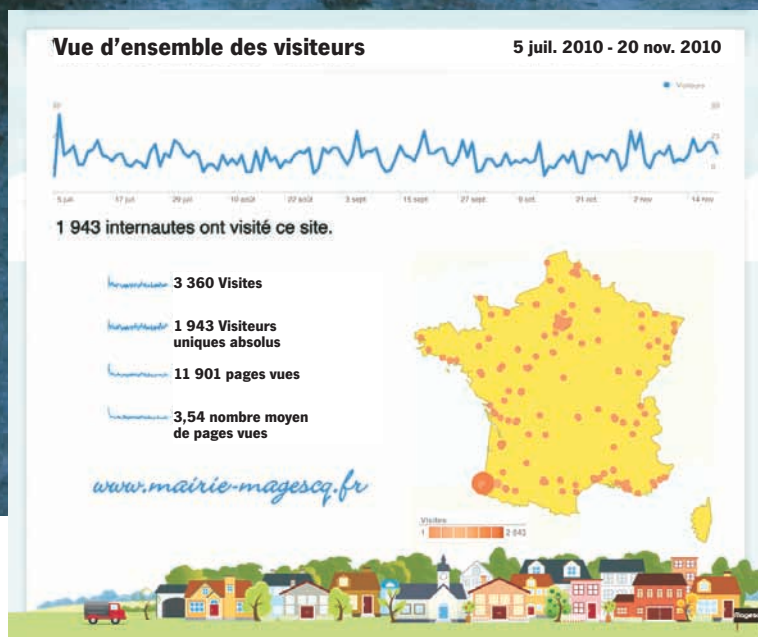 Vue d'ensemble des visiteurs
5 juil. 2010 - 20 nov. 2010
Visiteurs
5 juil.
17 juil.
29 juil.
10 août
22 août
3 sept.
15 sept.
27 sept.
9 oct.
21 oct.
2 nov
14 nov
1 943 internautes ont visité ce site.
3 360 Visites
1 943 Visiteurs
uniques absolus
11 901 pages vues
3,54 nombre moyen
de pages vues
www.mairie-magescq.fr
Visites
1